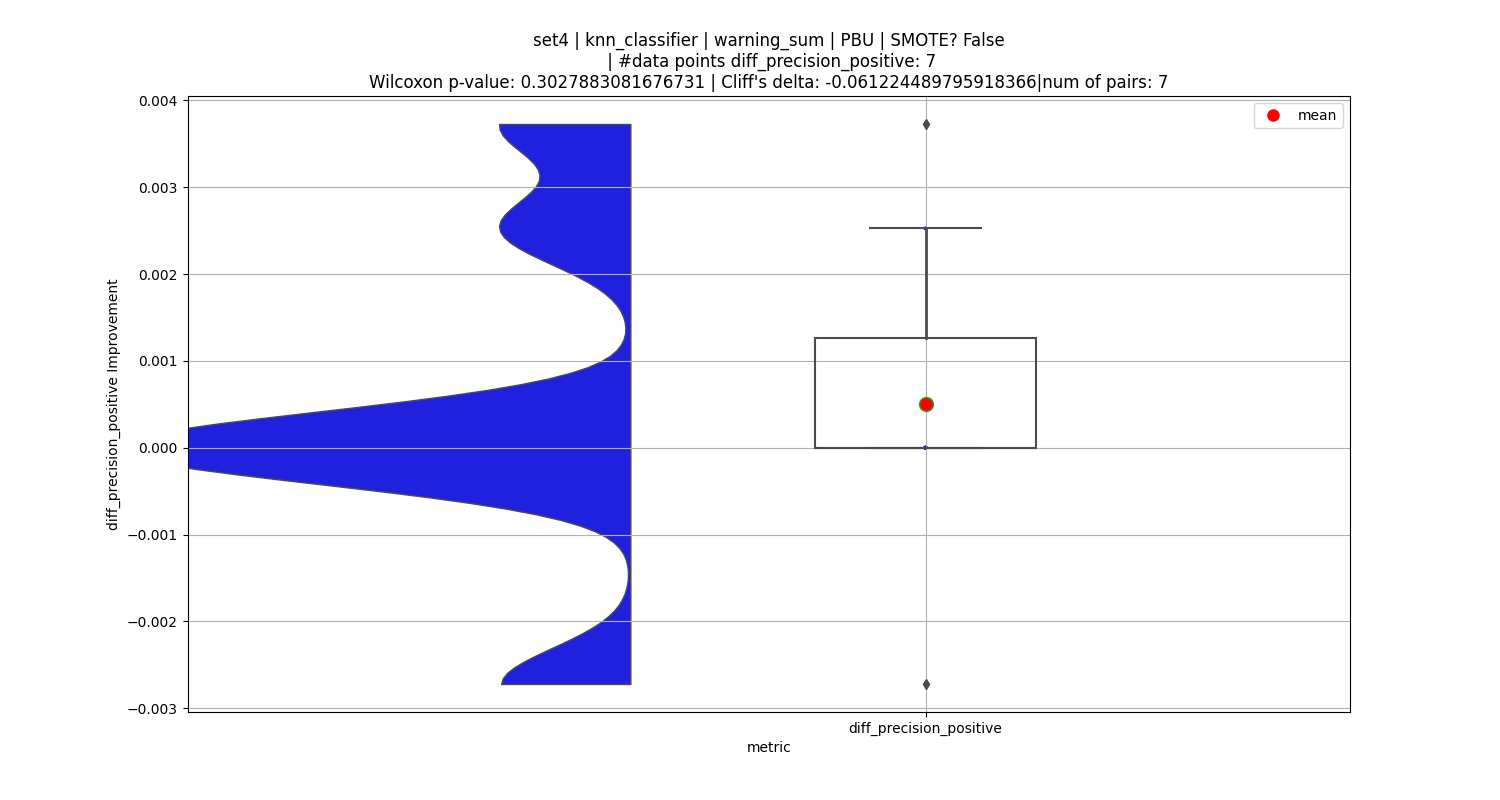 set4 | knn_classifier | warning_sum | PBU | SMOTE? False
| #data points diff_precision_positive: 7
Wilcoxon p-value: 0.3027883081676731 | Cliff's delta: -0.061224489795918366|num of pairs: 7
mean
0.004
0.003
0.002
0.001
0.000
−0.001
−0.002
−0.003
diff_precision_positive Improvement
diff_precision_positive
metric